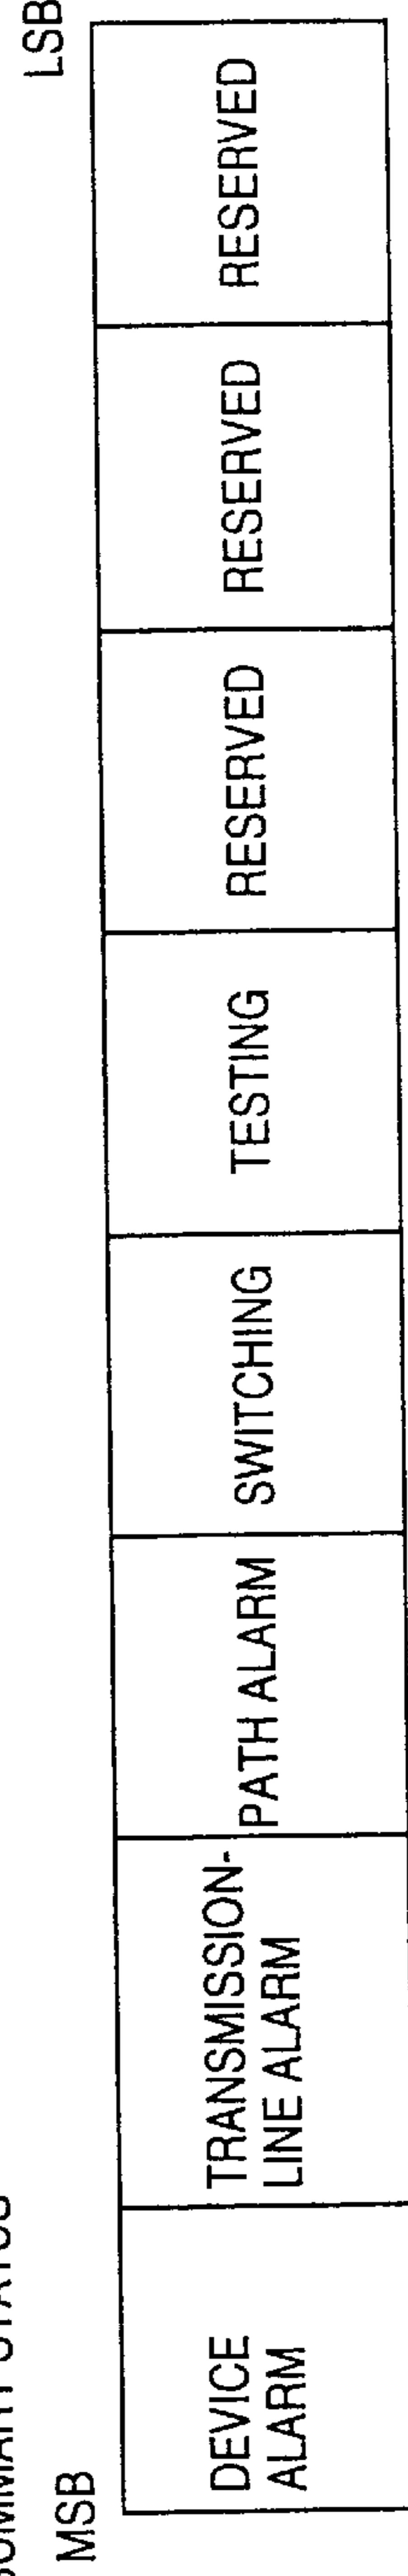 SUMMARY STATUS
MSB
LSB
DEVICE
ALARM
TRANSMISSION-
LINE ALARM
PATH ALARM
SWITCHING
TESTING
RESERVED
RESERVED
RESERVED